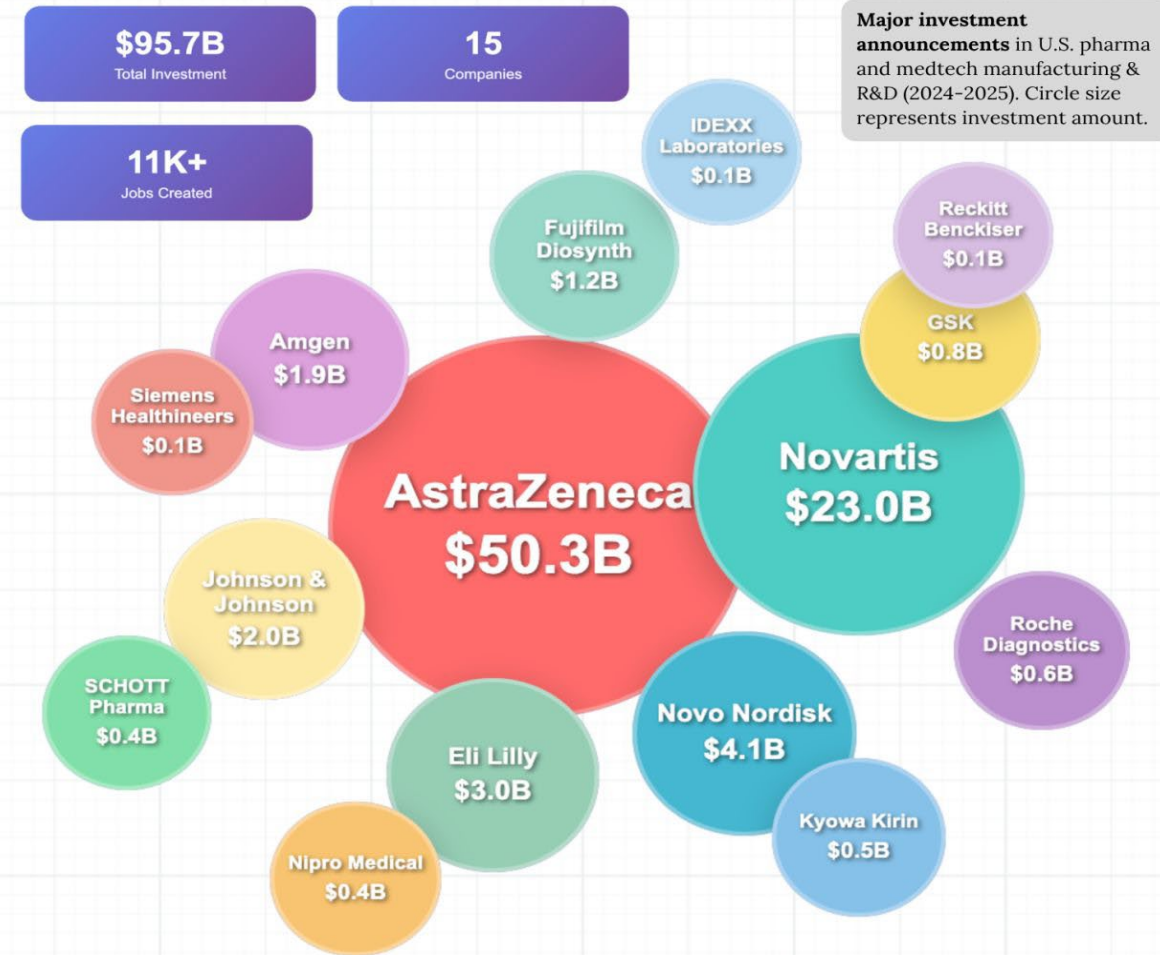 $95.7B
Total Investment
15
Companies
11K+
Jobs Created
Major investment
announcements in U.S. pharma
and medtech manufacturing &
R&D (2024-2025). Circle size
represents investment amount.
IDEXX
Laboratories
$0.1B
Fujifilm
Diosynth
$1.2B
Reckitt
Benckiser
$0.1B
GSK
$0.8B
Amgen
$1.9B
Siemens
Healthineers
$0.1B
AstraZeneca
$50.3B
Novartis
$23.0B
Johnson &
Johnson
$2.0B
Roche
Diagnostics
$0.6B
SCHOTT
Pharma
$0.4B
Novo Nordisk
$4.1B
Eli Lilly
$3.0B
Kyowa Kirin
$0.5B
Nipro Medical
$0.4B